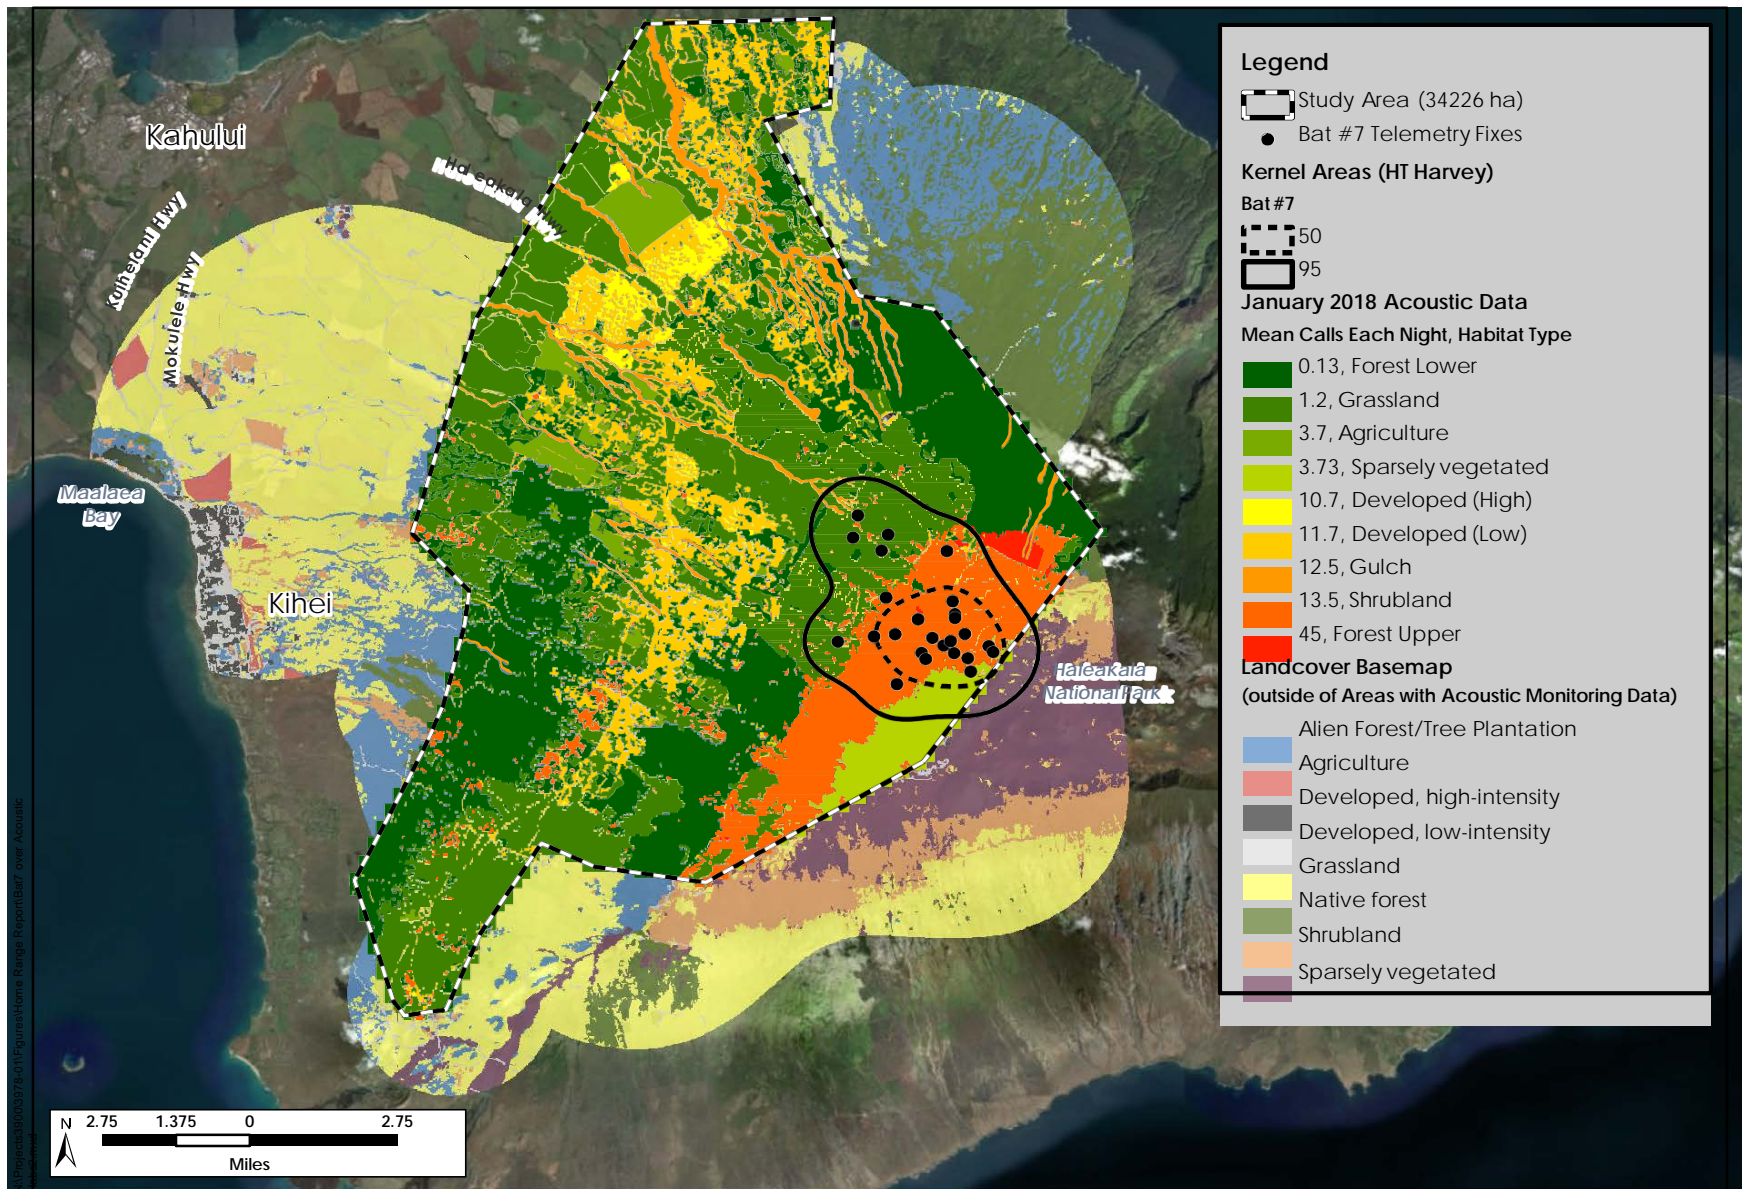 Kahului
Haleakala Hwy
Kuihelani Hwy
Mokulele Hwy
Maalaea
Bay
Kihei
Haleakala
National Park
Legend
Study Area (34226 ha)
Bat #7 Telemetry Fixes
Kernel Areas (HT Harvey)
Bat #7
50
95
January 2018 Acoustic Data
Mean Calls Each Night, Habitat Type
0.13, Forest Lower
1.2, Grassland
3.7, Agriculture
3.73, Sparsely vegetated
10.7, Developed (High)
11.7, Developed (Low)
12.5, Gulch
13.5, Shrubland
45, Forest Upper
Landcover Basemap
(outside of Areas with Acoustic Monitoring Data)
Alien Forest/Tree Plantation
Agriculture
Developed, high-intensity
Developed, low-intensity
Grassland
Native forest
Shrubland
Sparsely vegetated
N
2.75 1.375 0 2.75
Miles